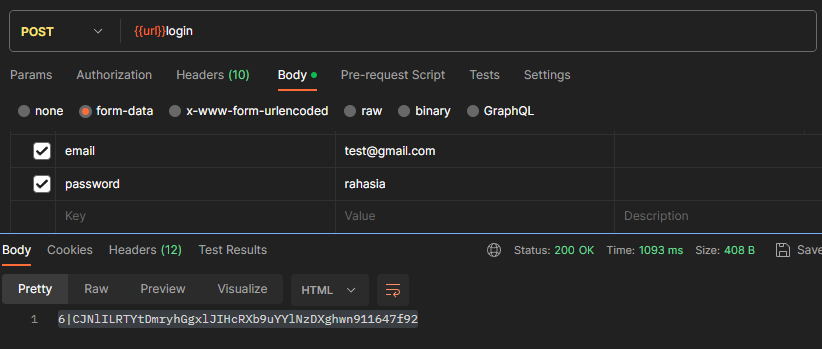 POST {{url}}login
Params Authorization Headers (10) Body Pre-request Script Tests Settings
none form-data x-www-form-urlencoded raw binary GraphQL
email test@gmail.com
password rahasia
Key Value Description
Body Cookies Headers (12) Test Results Status: 200 OK Time: 1093 ms Size: 408 B Save
Pretty Raw Preview Visualize HTML
1 6|CJNlILRTYtDmryhGgxlJIHcRXb9uYYlNzDXghwn911647f92